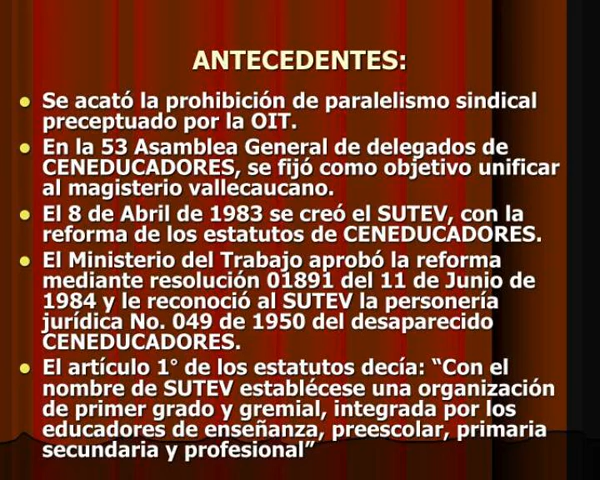 ANTECEDENTES:
Se acató la prohibición de paralelismo sindical
preceptuado por la OIT.
En la 53 Asamblea General de delegados de
CENEDUCADORES, se fijó como objetivo unificar
al magisterio vallecaucano.
El 8 de Abril de 1983 se creó el SUTEV, con la
reforma de los estatutos de CENEDUCADORES.
El Ministerio del Trabajo aprobó la reforma
mediante resolución 01891 del 11 de Junio de
1984 y le reconoció al SUTEV la personería
jurídica No. 049 de 1950 del desaparecido
CENEDUCADORES.
El artículo 1° de los estatutos decía: “Con el
nombre de SUTEV establécese una organización
de primer grado y gremial, integrada por los
educadores de enseñanza, preescolar, primaria
secundaria y profesional”